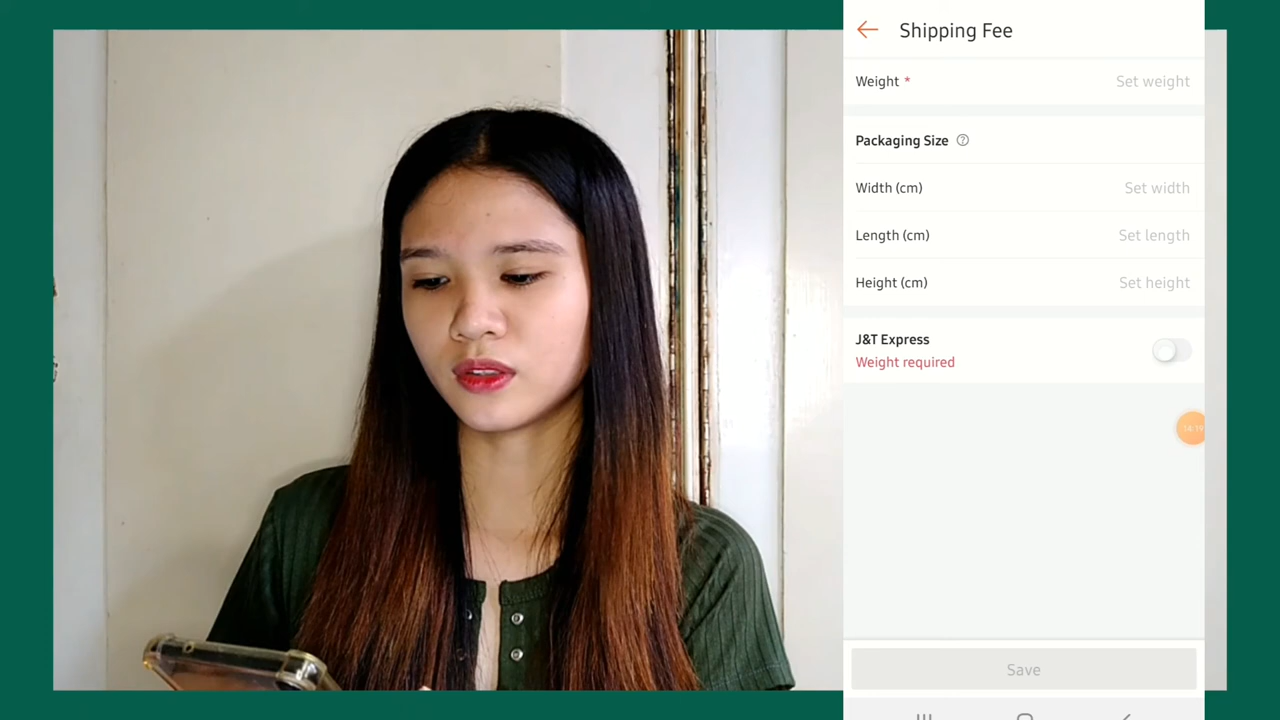 Shipping Fee
Weight *
Set weight
Packaging Size
Width (cm)
Set width
Length (cm)
Set length
Height (cm)
Set height
J&T Express
Weight required
Save